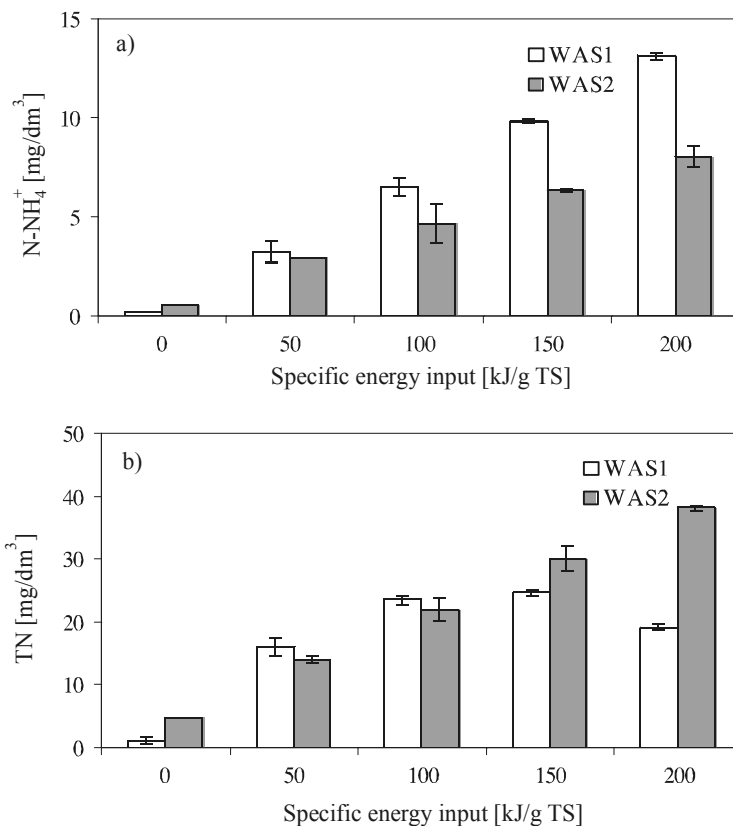 a)
WAS1
WAS2
N-NH₄⁺ [mg/dm³]
15
10
5
0
0 50 100 150 200
Specific energy input [kJ/g TS]
b)
WAS1
WAS2
TN [mg/dm³]
50
40
30
20
10
0
0 50 100 150 200
Specific energy input [kJ/g TS]